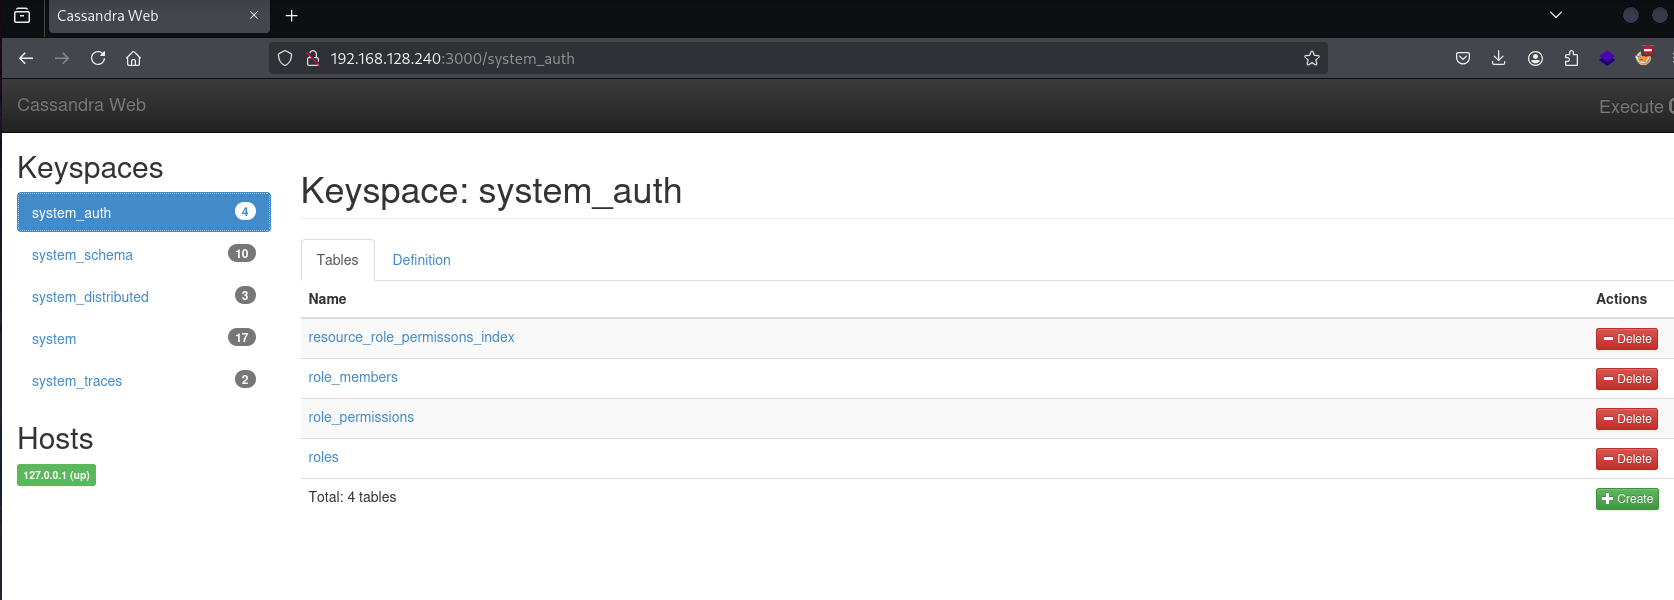 Cassandra Web
192.168.128.240:3000/system_auth
Cassandra Web
Execute
Keyspaces
system_auth 4
system_schema 10
system_distributed 3
system 17
system_traces 2
Hosts
127.0.0.1 (up)
Keyspace: system_auth
Tables Definition
Name Actions
resource_role_permissons_index Delete
role_members Delete
role_permissions Delete
roles Delete
Total: 4 tables Create